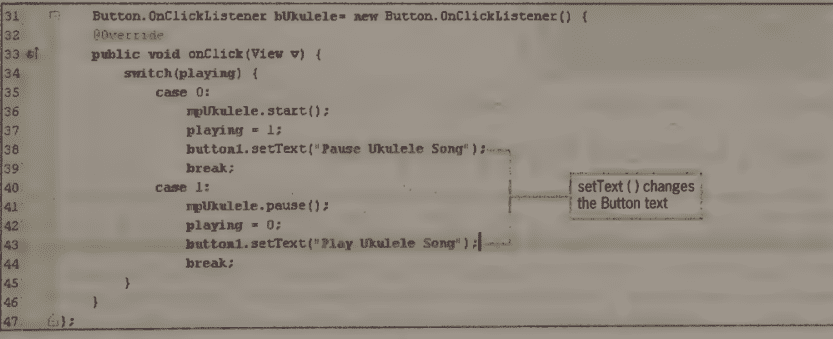 31 Button.OnClickListener bUkulele= new Button.OnClickListener() {
32 @Override
33 public void onClick(View v) {
34 switch(playing) {
35 case 0:
36 mpUkulele.start();
37 playing = 1;
38 button1.setText("Pause Ukulele Song");
39 break;
40 case 1:
41 mpUkulele.pause();
42 playing = 0;
43 button1.setText("Play Ukulele Song");
44 break;
45 }
46 }
47 };
setText ( ) changes
the Button text